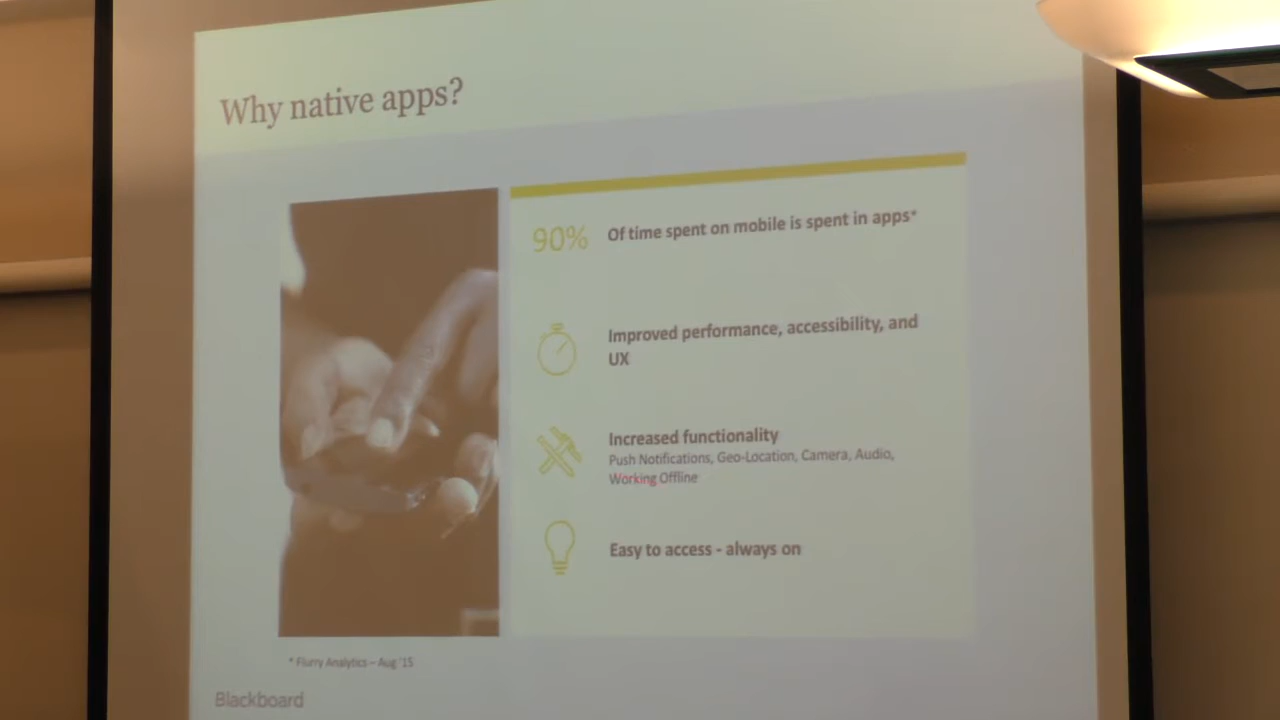 Why native apps?
90%
Of time spent on mobile is spent in apps*
Improved performance, accessibility, and
UX
Increased functionality
Push Notifications, Geo-Location, Camera, Audio,
Working Offline
Easy to access - always on
* Flurry Analytics – Aug '15
Blackboard